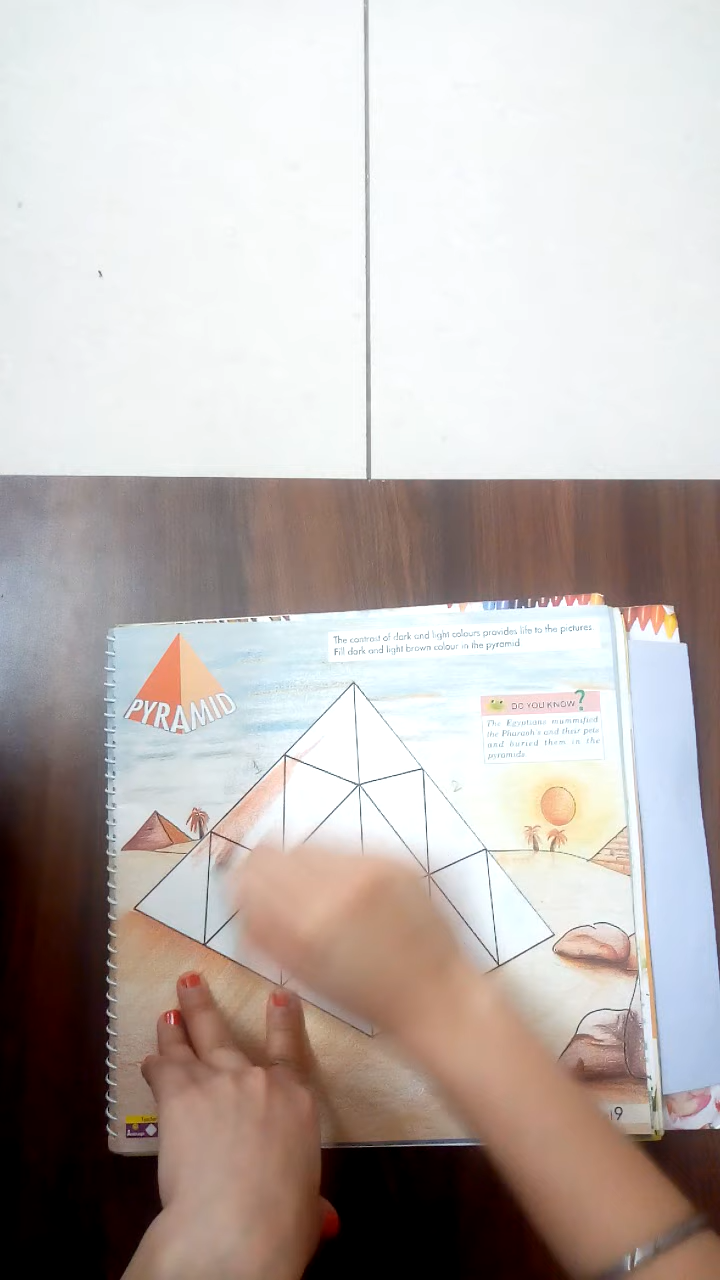 The contrast of dark and light colours provides life to the pictures
Fill dark and light brown colour in the pyramid
PYRAMID
DO YOU KNOW?
The Egyptians mummified
the Pharaoh's and their pets
and buried them in the
pyramids
2
19